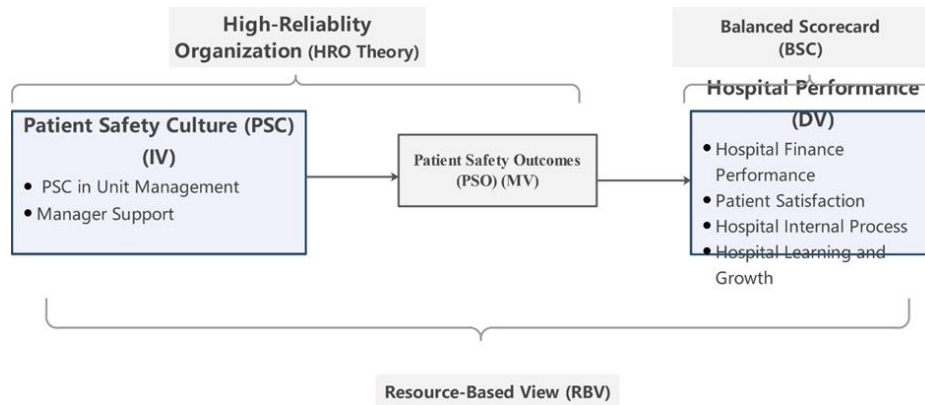 High-Reliablity
Organization (HRO Theory)
Balanced Scorecard
(BSC)
Patient Safety Culture (PSC)
(IV)
● PSC in Unit Management
● Manager Support
Patient Safety Outcomes
(PSO) (MV)
Hospital Performance
(DV)
● Hospital Finance
Performance
● Patient Satisfaction
● Hospital Internal Process
● Hospital Learning and
Growth
Resource-Based View (RBV)